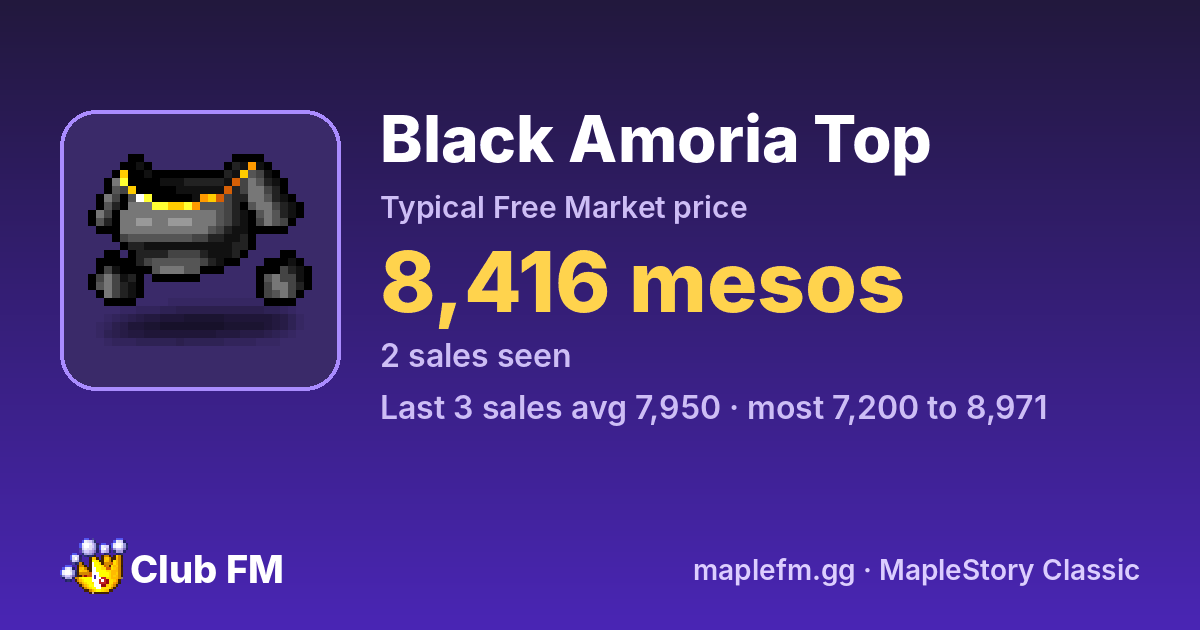 Black Amoria Top
Typical Free Market price
8,416 mesos
2 sales seen
Last 3 sales avg 7,950 · most 7,200 to 8,971
Club FM
maplefm.gg · MapleStory Classic